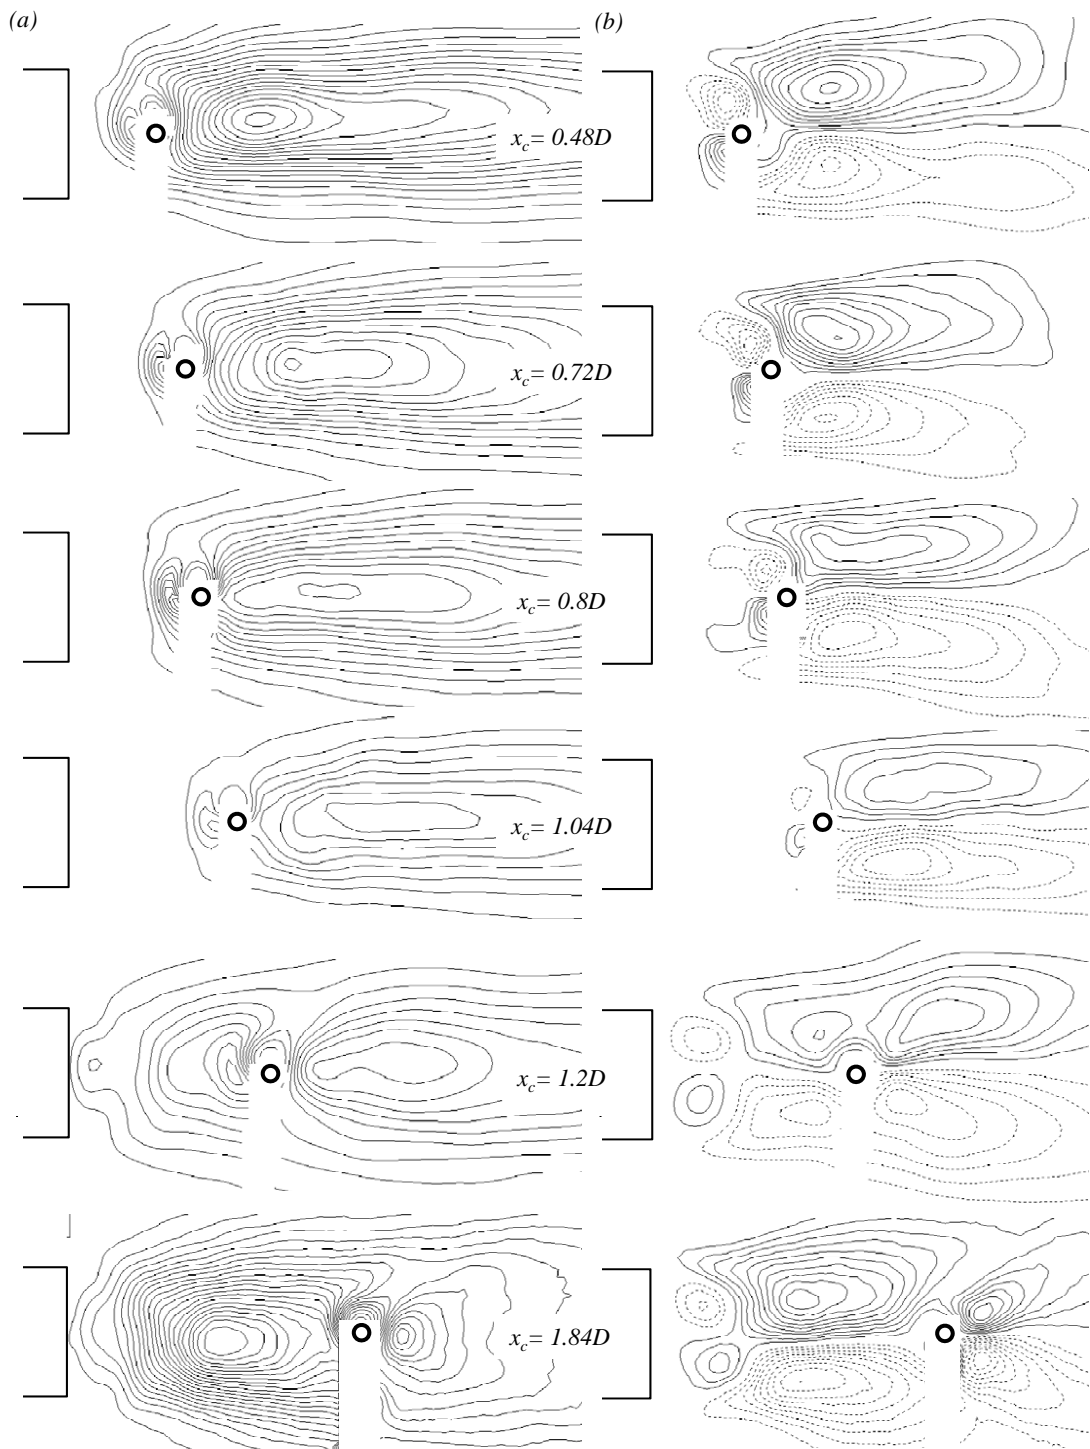 (a) (b)
x_c= 0.48D
x_c= 0.72D
x_c= 0.8D
x_c= 1.04D
x_c= 1.2D
x_c= 1.84D